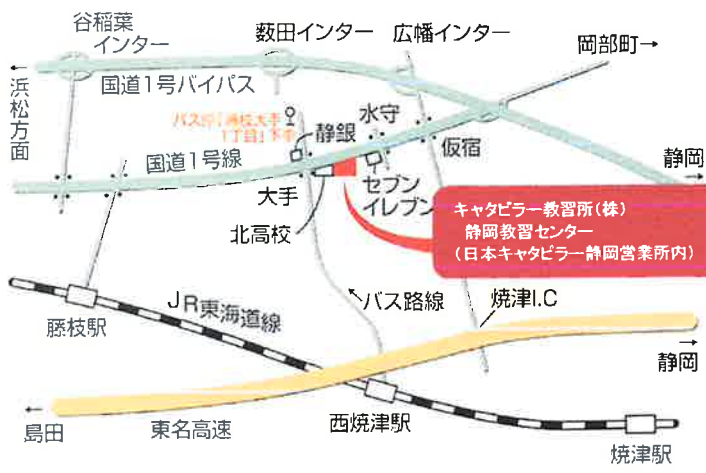 谷稲葉
インター
薮田インター
広幡インター
岡部町→
←
浜松方面
国道1号バイパス
バス停「藤枝大手
1丁目」下車
静銀
水守
仮宿
国道1号線
静岡
→
大手
セブン
イレブン
北高校
キャタピラー教習所(株)
静岡教習センター
(日本キャタピラー静岡営業所内)
JR東海道線
バス路線
焼津I.C
藤枝駅
→
静岡
←
島田
東名高速
西焼津駅
焼津駅